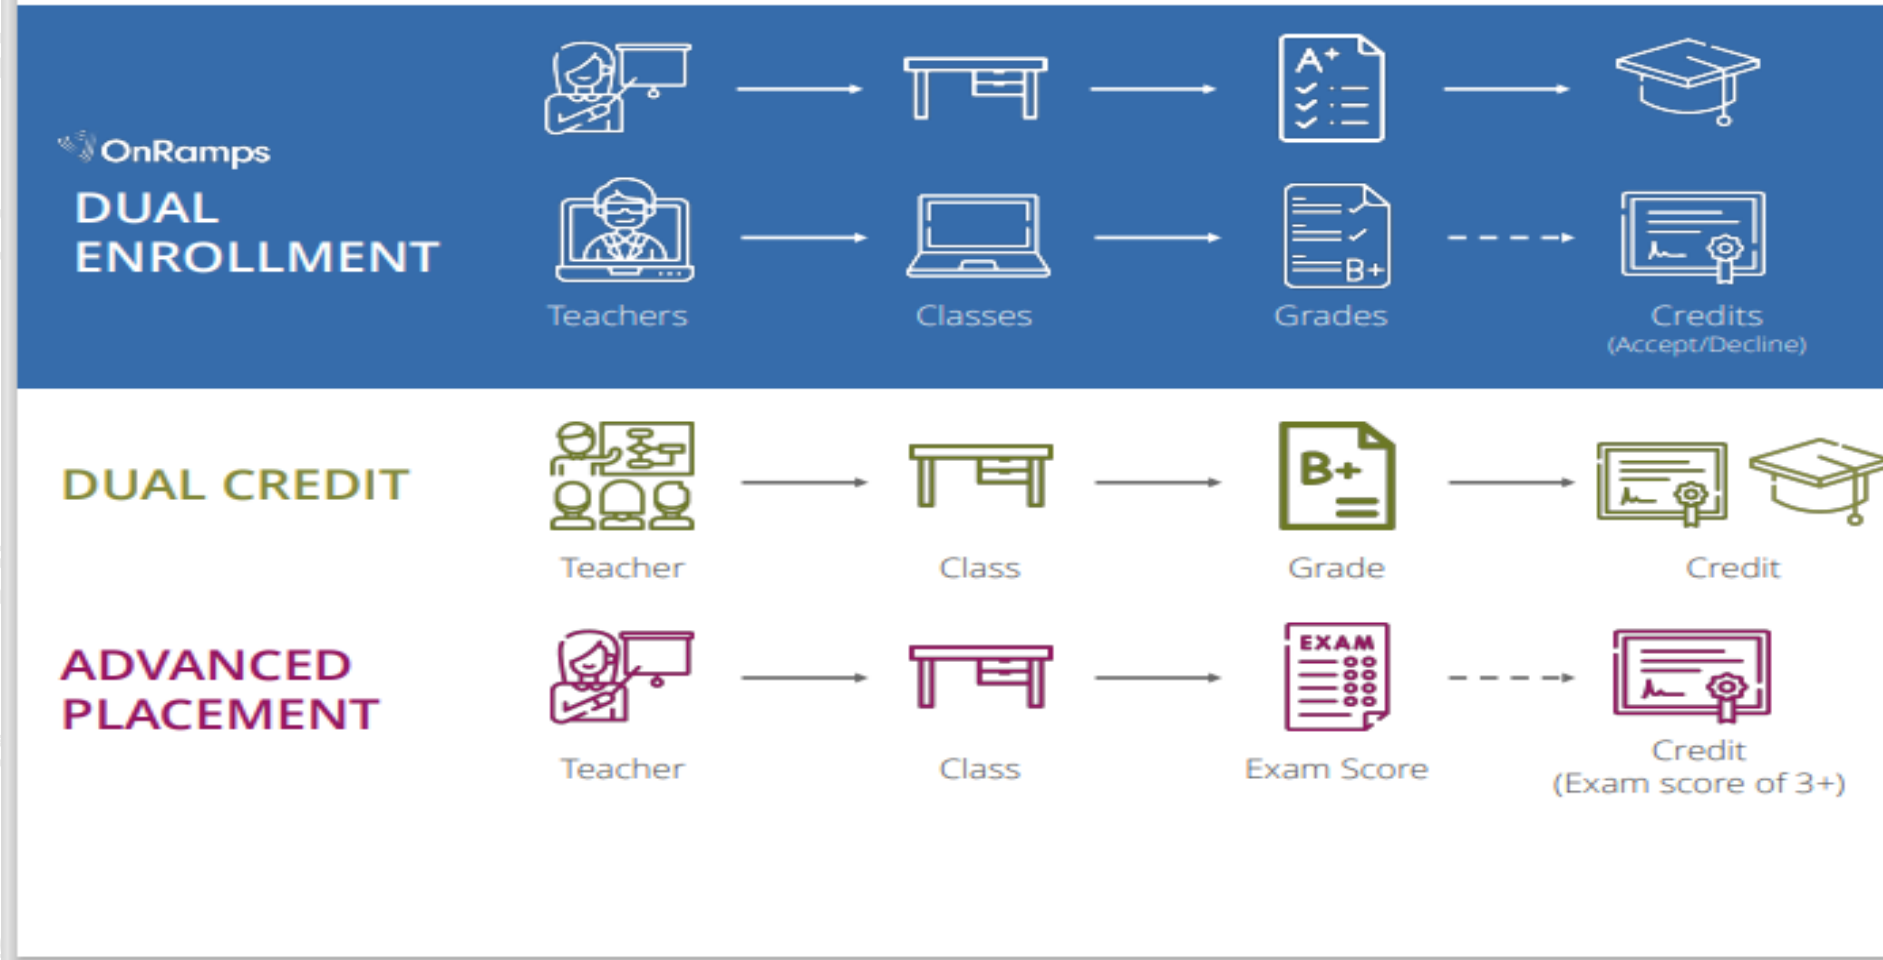 A+
OnRamps
DUAL
ENROLLMENT
B+
Teachers
Classes
Grades
Credits
(Accept/Decline)
DUAL CREDIT
B+
Teacher
Class
Grade
Credit
ADVANCED
PLACEMENT
EXAM
Teacher
Class
Exam Score
Credit
(Exam score of 3+)